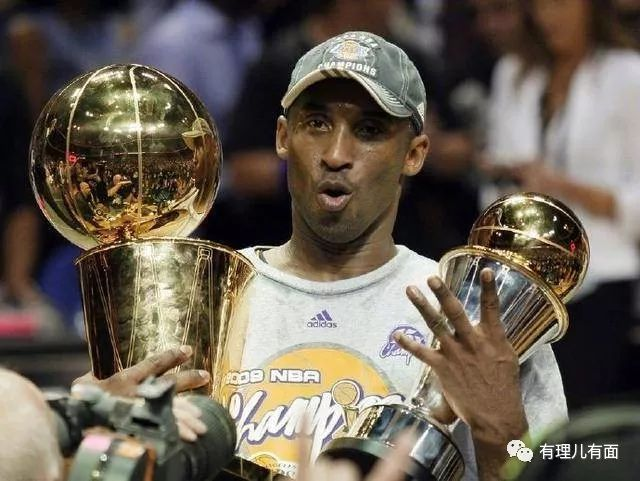 CHAMPIONS
adidas
2009 NBA
Champions
有理儿有面